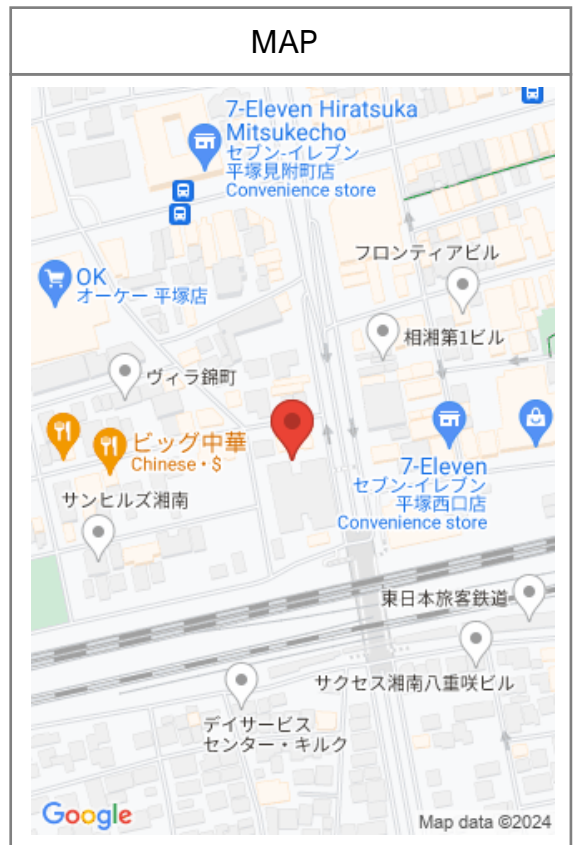 MAP
7-Eleven Hiratsuka
Mitsukecho
セブン-イレブン
平塚見附町店
Convenience store
フロンティアビル
OK
オーケー 平塚店
相湘第1ビル
ヴィラ錦町
ビッグ中華
Chinese • $
7-Eleven
セブン-イレブン
平塚西口店
Convenience store
サンヒルズ湘南
東日本旅客鉄道
サクセス湘南八重咲ビル
デイサービス
センター・キルク
Google
Map data ©2024